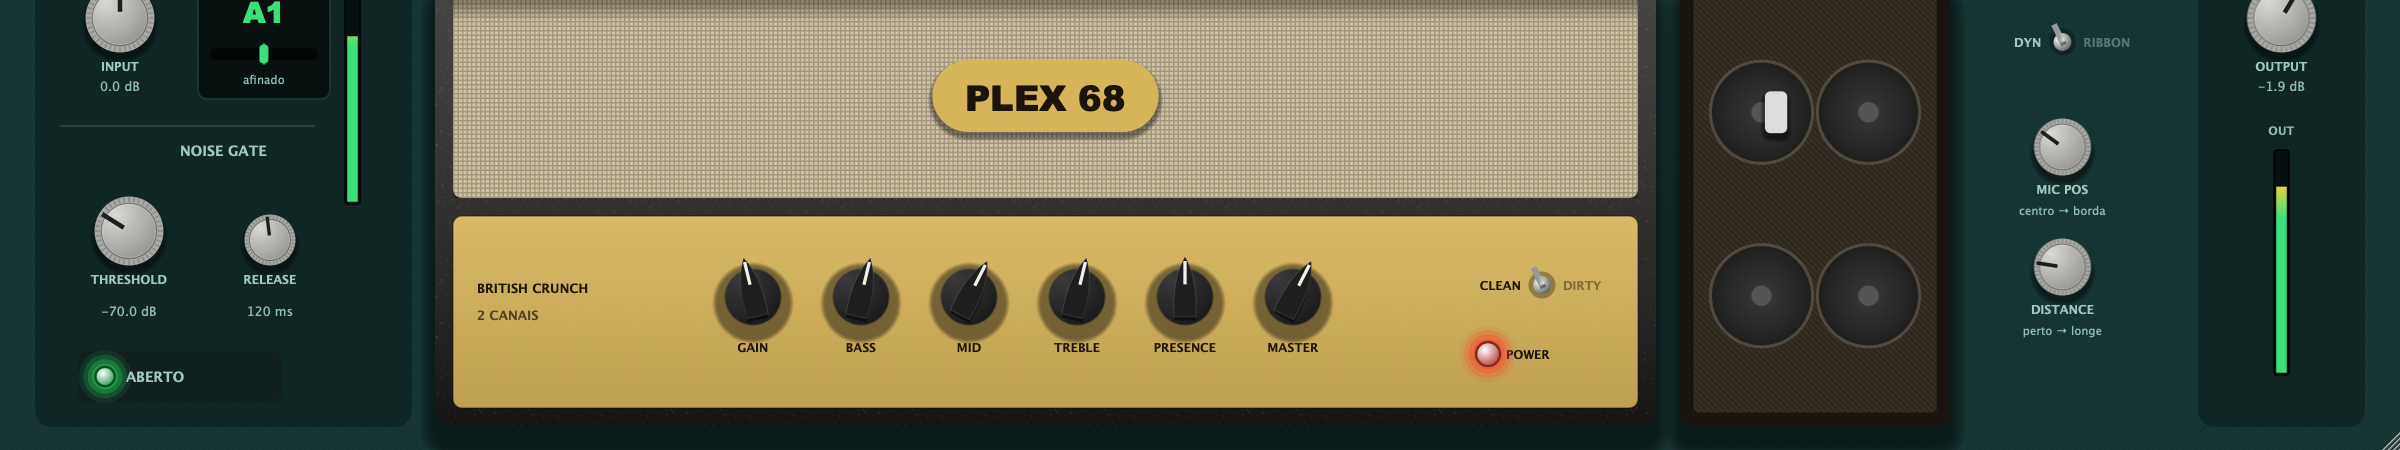 A1
afinado
INPUT
0.0 dB
NOISE GATE
THRESHOLD
-70.0 dB
RELEASE
120 ms
ABERTO
PLEX 68
BRITISH CRUNCH
2 CANAIS
GAIN
BASS
MID
TREBLE
PRESENCE
MASTER
CLEAN
DIRTY
POWER
DYN
RIBBON
MIC POS
centro → borda
DISTANCE
perto → longe
OUTPUT
-1.9 dB
OUT